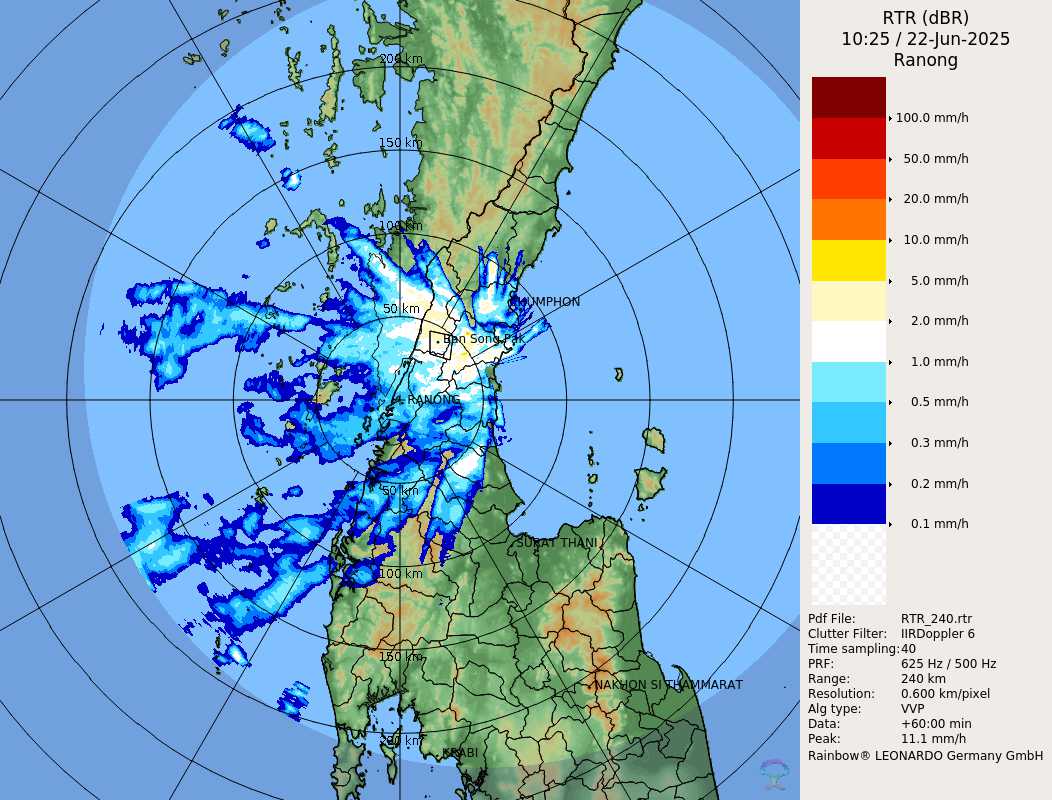 RTR (dBR)
10:25 / 22-Jun-2025
Ranong
100.0 mm/h
50.0 mm/h
20.0 mm/h
10.0 mm/h
5.0 mm/h
2.0 mm/h
1.0 mm/h
0.5 mm/h
0.3 mm/h
0.2 mm/h
0.1 mm/h
Pdf File: RTR_240.rtr
Clutter Filter: IIRDoppler 6
Time sampling: 40
PRF: 625 Hz / 500 Hz
Range: 240 km
Resolution: 0.600 km/pixel
Alg type: VVP
Data: +60:00 min
Peak: 11.1 mm/h
Rainbow® LEONARDO Germany GmbH
200 km
150 km
100 km
50 km
CHUMPHON
Ban Song Pak
RANONG
50 km
SURAT THANI
100 km
150 km
NAKHON SI THAMMARAT
200 km
KRABI